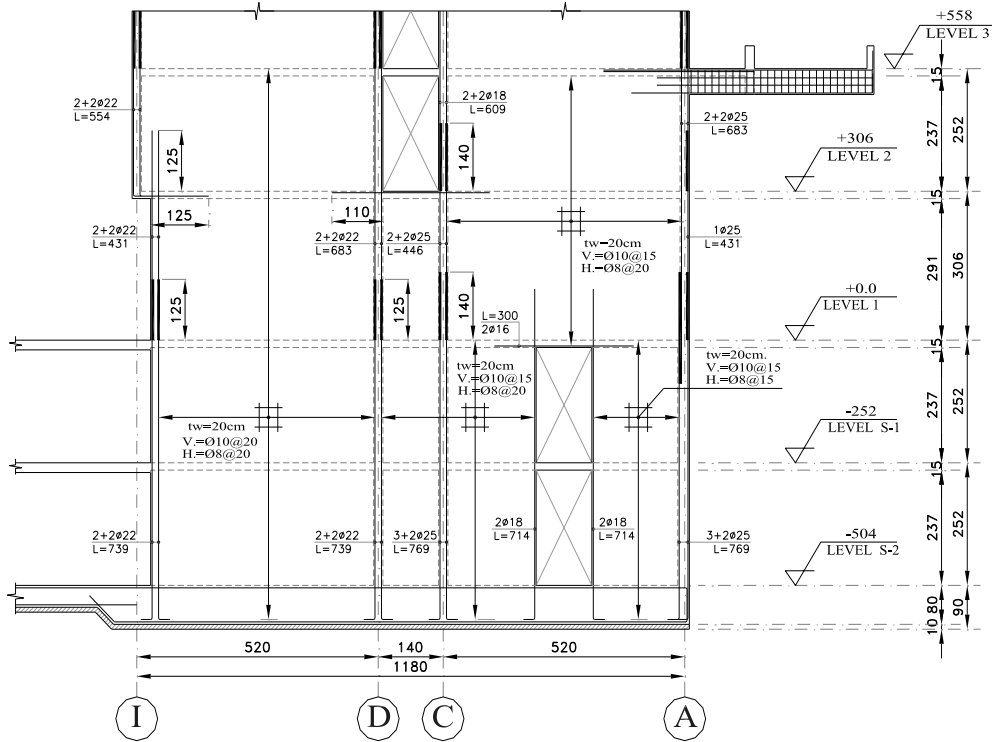 +558
LEVEL 3
15
2+2ø22
L=554
2+2ø18
L=609
2+2ø25
L=683
237
252
+306
LEVEL 2
125
140
15
125
110
2+2ø22
L=431
2+2ø22
L=683
2+2ø25
L=446
tw=20cm
V.=Ø10@15
H.=Ø8@20
1ø25
L=431
291
306
+0.0
LEVEL 1
125
125
140
L=300
2ø16
15
tw=20cm
V.=Ø10@15
H.=Ø8@20
tw=20cm.
V.=Ø10@15
H.=Ø8@15
237
252
-252
LEVEL S-1
tw=20cm
V.=Ø10@20
H.=Ø8@20
15
2+2ø22
L=739
2+2ø22
L=739
3+2ø25
L=769
2ø18
L=714
2ø18
L=714
3+2ø25
L=769
237
252
-504
LEVEL S-2
80
90
10
520
140
520
1180
I
D
C
A